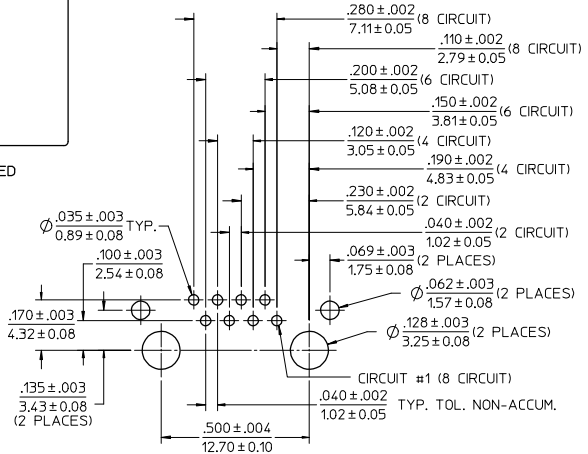 .280±.002
7.11±0.05 (8 CIRCUIT)
.110±.002
2.79±0.05 (8 CIRCUIT)
.200±.002
5.08±0.05 (6 CIRCUIT)
.150±.002
3.81±0.05 (6 CIRCUIT)
.120±.002
3.05±0.05 (4 CIRCUIT)
ED
.190±.002
4.83±0.05 (4 CIRCUIT)
.230±.002
5.84±0.05 (2 CIRCUIT)
Ø .035±.003
0.89±0.08 TYP.
.040±.002
1.02±0.05 (2 CIRCUIT)
.100±.003
2.54±0.08
.069±.003
1.75±0.08 (2 PLACES)
Ø .062±.003
1.57±0.08 (2 PLACES)
.170±.003
4.32±0.08
Ø .128±.003
3.25±0.08 (2 PLACES)
CIRCUIT #1 (8 CIRCUIT)
.135±.003
3.43±0.08
(2 PLACES)
.040±.002
1.02±0.05 TYP. TOL. NON-ACCUM.
.500±.004
12.70±0.10